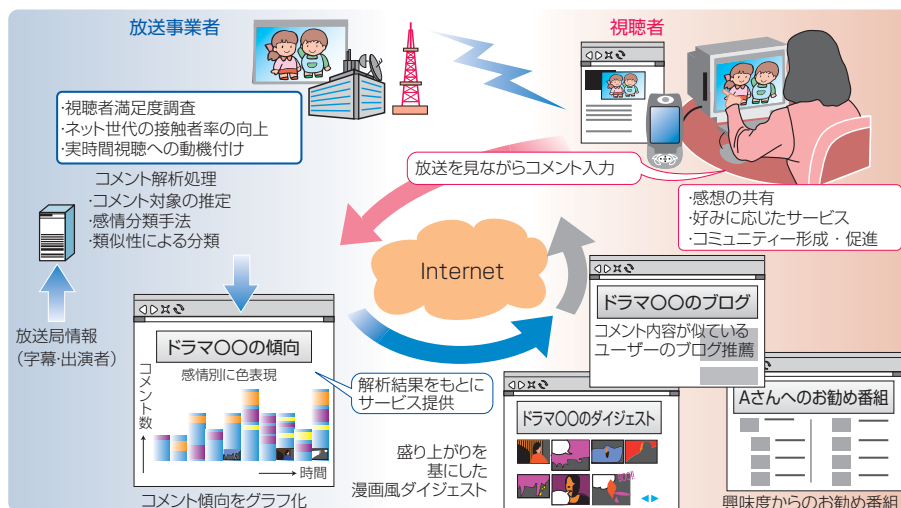 放送事業者
視聴者
・視聴者満足度調査
・ネット世代の接触者率の向上
・実時間視聴への動機付け
放送を見ながらコメント入力
コメント解析処理
・コメント対象の推定
・感情分類手法
・類似性による分類
・感想の共有
・好みに応じたサービス
・コミュニティー形成・促進
Internet
放送局情報
(字幕・出演者)
ドラマ〇〇の傾向
感情別に色表現
コメント数
時間
コメント傾向をグラフ化
解析結果をもとに
サービス提供
ドラマ〇〇のブログ
コメント内容が似ている
ユーザーのブログ推薦
盛り上がりを
基にした
漫画風ダイジェスト
ドラマ〇〇のダイジェスト
Aさんへのお勧め番組
興味度からのお勧め番組